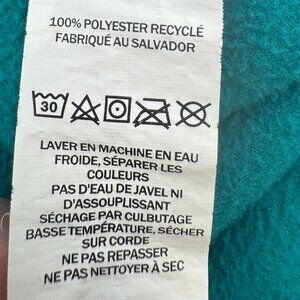 100% POLYESTER RECYCLÉ
FABRIQUÉ AU SALVADOR
30
LAVER EN MACHINE EN EAU
FROIDE, SÉPARER LES
COULEURS
PAS D'EAU DE JAVEL NI
D'ASSOUPLISSANT
SÉCHAGE PAR CULBUTAGE
BASSE TEMPÉRATURE, SÉCHER
SUR CORDE
NE PAS REPASSER
NE PAS NETTOYER À SEC